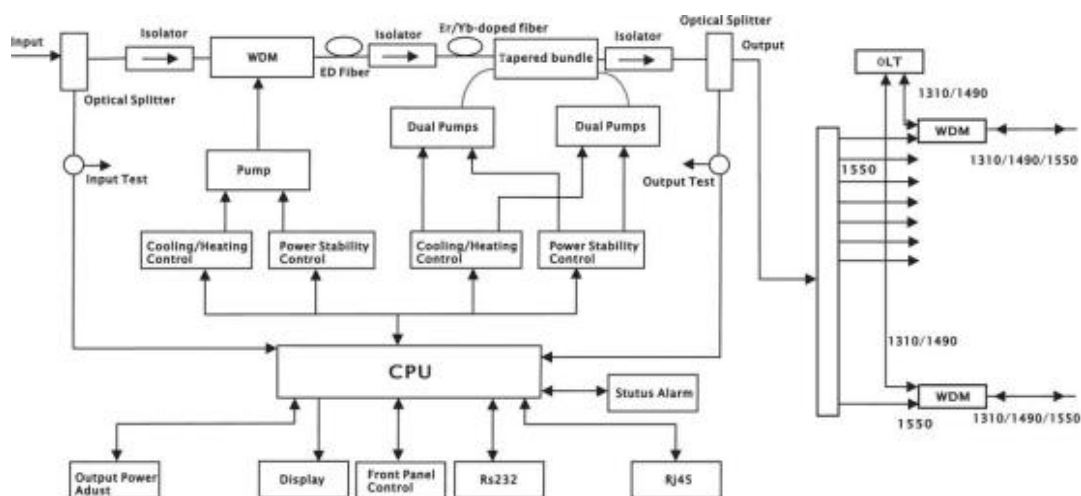 Input
Optical Splitter
Isolator
WDM
ED Fiber
Isolator
Er/Yb-doped fiber
Tapered bundle
Isolator
Optical Splitter
Output
Dual Pumps
Dual Pumps
Pump
Input Test
Output Test
Cooling/Heating
Control
Power Stability
Control
Cooling/Heating
Control
Power Stability
Control
CPU
Stutus Alarm
Output Power
Adust
Display
Front Panel
Control
Rs232
RJ45
OLT
1310/1490
WDM
1310/1490/1550
1550
1310/1490
WDM
1310/1490/1550
1550